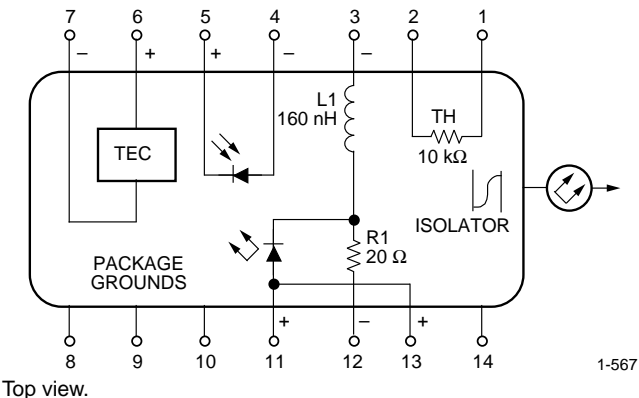 7 6 5 4 3 2 1
– + + – –
L1
160 nH
TH
10 kΩ
TEC
ISOLATOR
R1
20 Ω
PACKAGE
GROUNDS
+ – +
8 9 10 11 12 13 14
1-567
Top view.